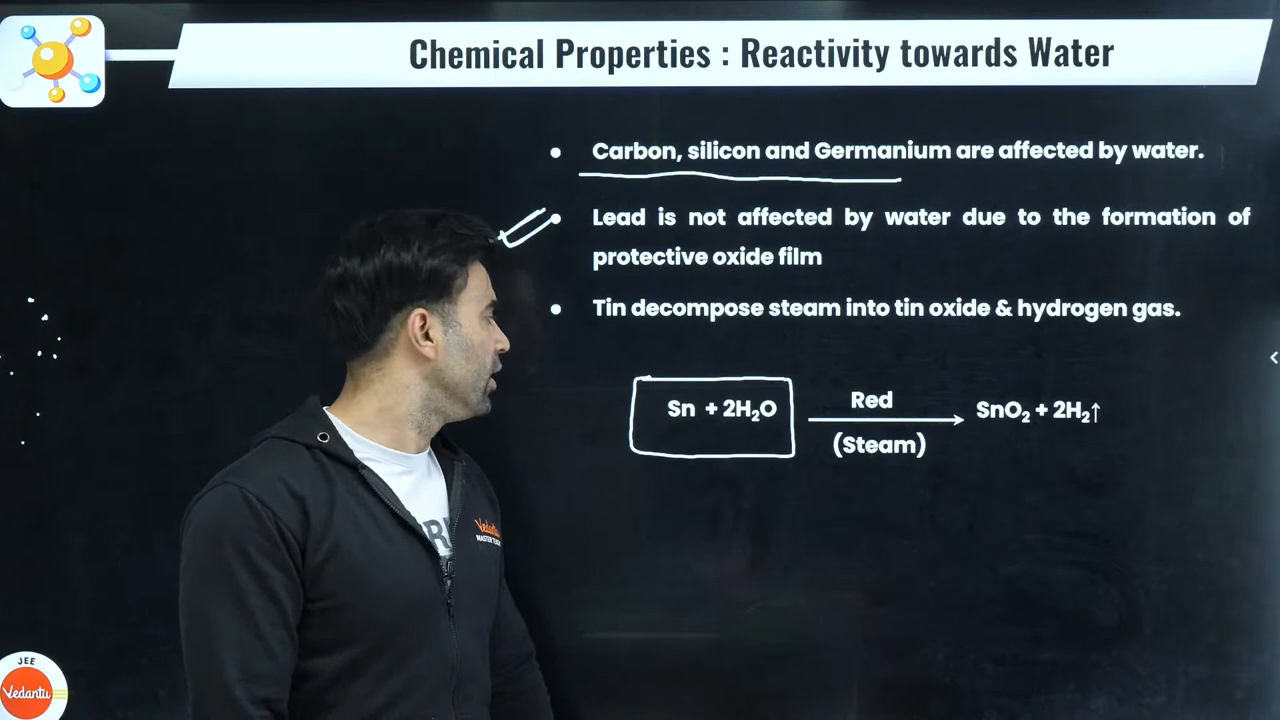 Chemical Properties : Reactivity towards Water
• Carbon, silicon and Germanium are affected by water.
• Lead is not affected by water due to the formation of
protective oxide film
• Tin decompose steam into tin oxide & hydrogen gas.
Sn + 2H₂O
Red
(Steam)
SnO₂ + 2H₂↑
Vedantu
JEE
Vedantu